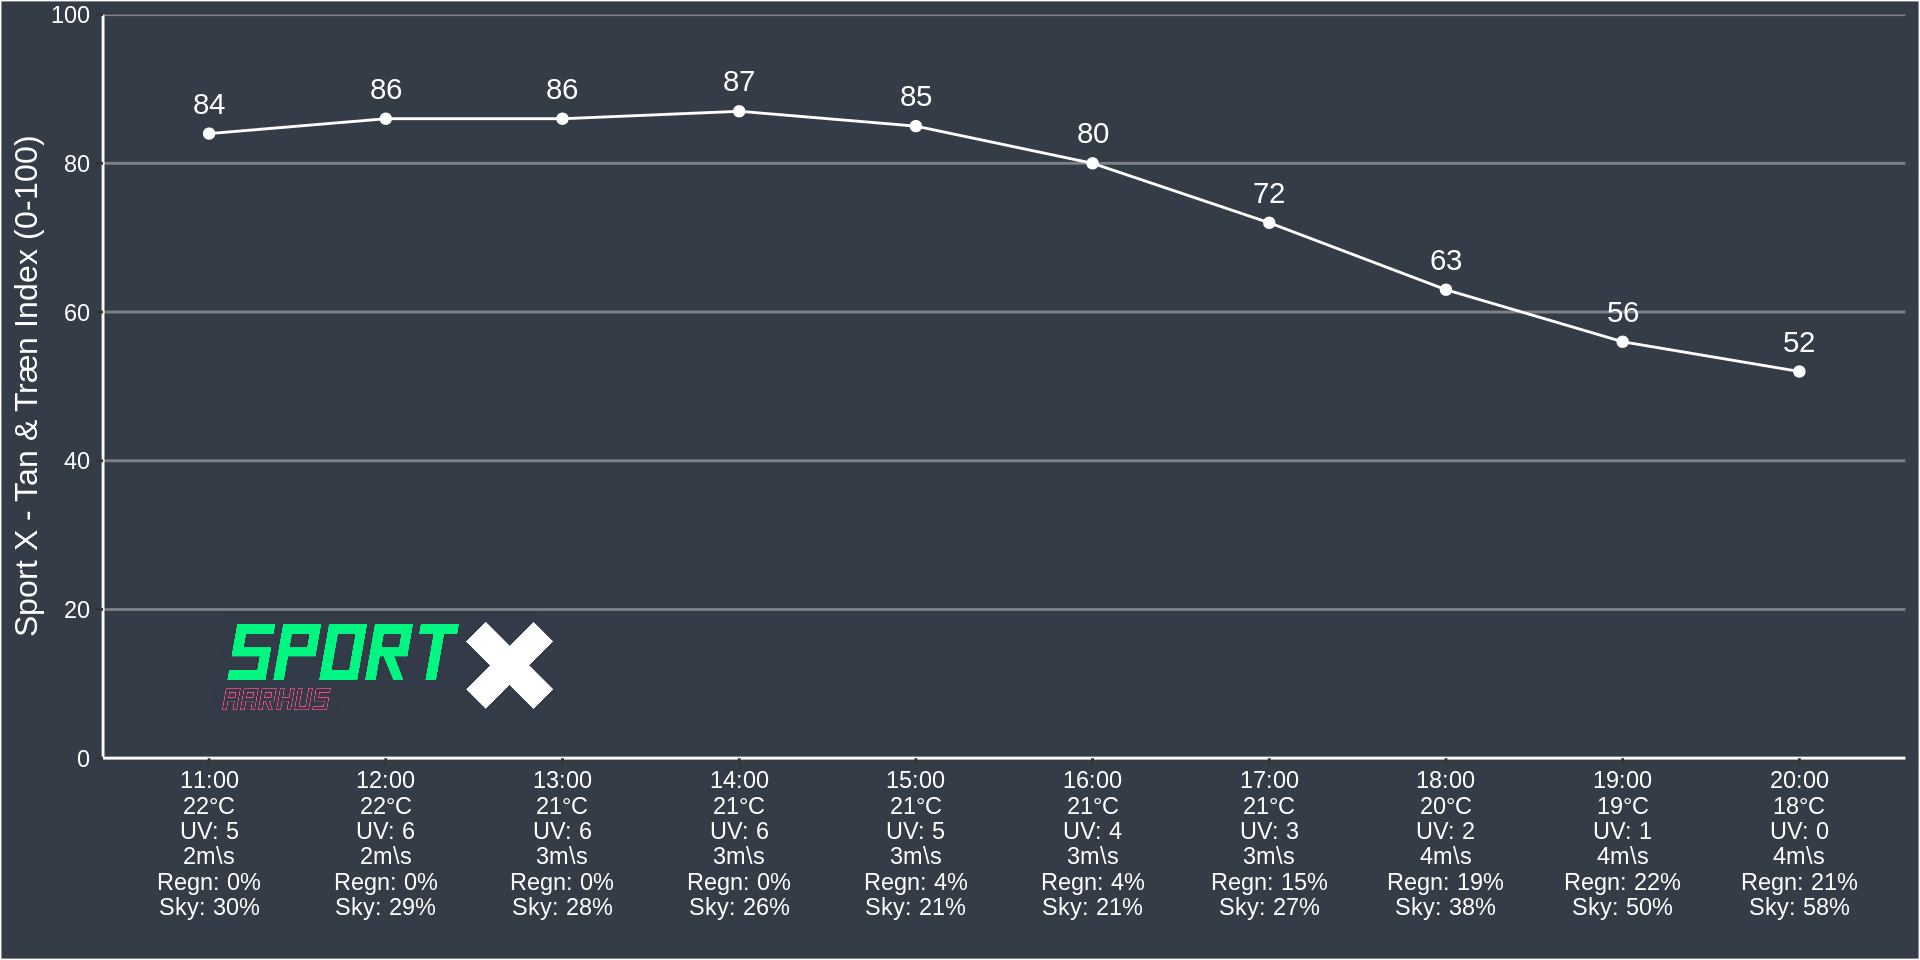 Sport X - Tan & Træn Index (0-100)
100
80
60
40
20
0
84
86
86
87
85
80
72
63
56
52
SPORT X
AARHUS
11:00 12:00 13:00 14:00 15:00 16:00 17:00 18:00 19:00 20:00
22°C 22°C 21°C 21°C 21°C 21°C 21°C 20°C 19°C 18°C
UV: 5 UV: 6 UV: 6 UV: 6 UV: 5 UV: 4 UV: 3 UV: 2 UV: 1 UV: 0
2m\s 2m\s 3m\s 3m\s 3m\s 3m\s 3m\s 4m\s 4m\s 4m\s
Regn: 0% Regn: 0% Regn: 0% Regn: 0% Regn: 4% Regn: 4% Regn: 15% Regn: 19% Regn: 22% Regn: 21%
Sky: 30% Sky: 29% Sky: 28% Sky: 26% Sky: 21% Sky: 21% Sky: 27% Sky: 38% Sky: 50% Sky: 58%